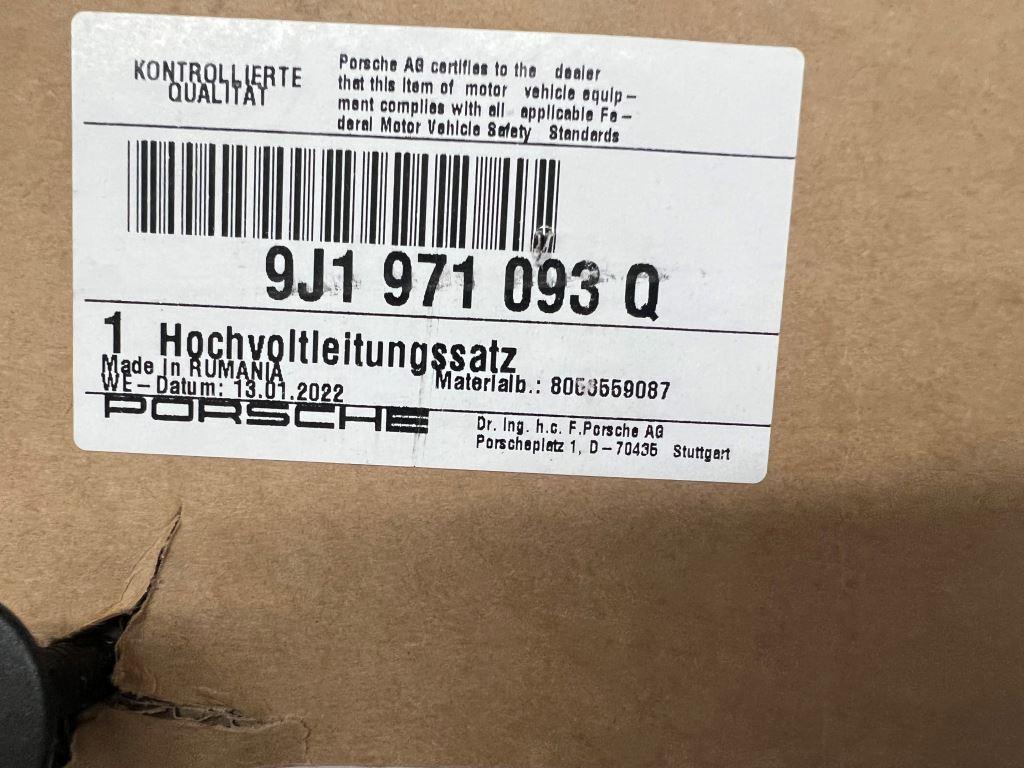 KONTROLLIERTE
QUALITÄT
Porsche AG certifies to the dealer
that this item of motor vehicle equip-
ment complies with all applicable Fe-
deral Motor Vehicle Safety Standards
9J1 971 093 Q
1 Hochvoltleitungssatz
Made in RUMANIA
WE-Datum: 13.01.2022
Materialb.:
PORSCHE
Dr. Ing. h.c. F.Porsche AG
Porscheplatz 1, D-70435 Stuttgart